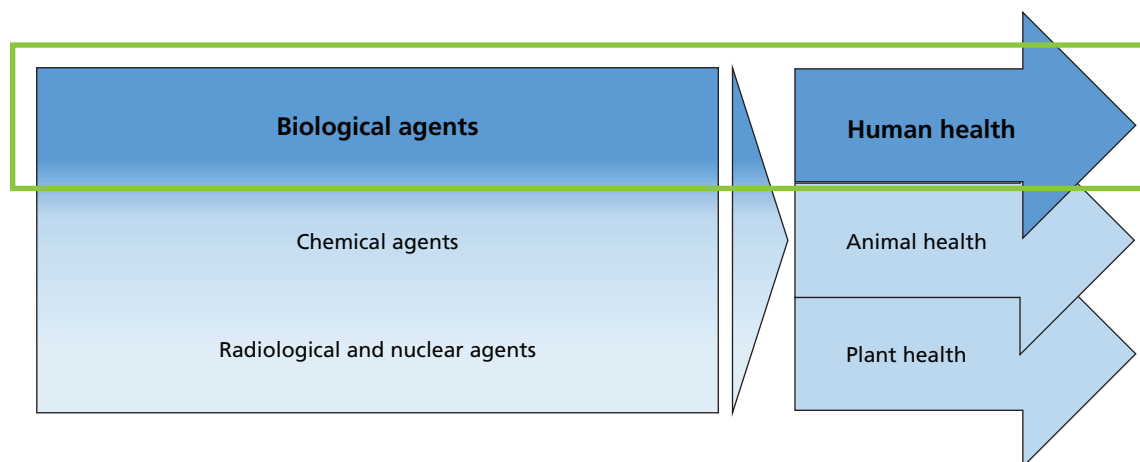 Biological agents
Human health
Chemical agents
Animal health
Radiological and nuclear agents
Plant health